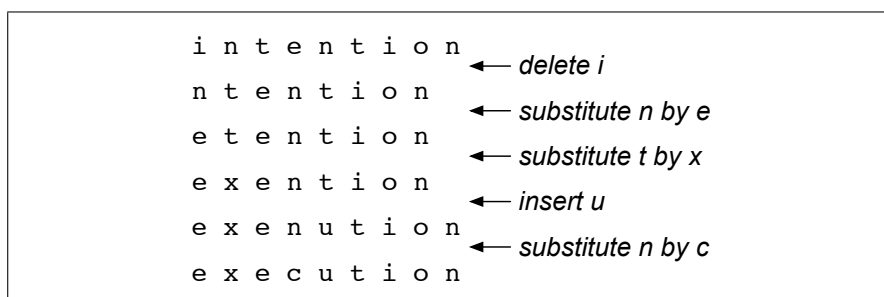 i n t e n t i o n
delete i
n t e n t i o n
substitute n by e
e t e n t i o n
substitute t by x
e x e n t i o n
insert u
e x e n u t i o n
substitute n by c
e x e c u t i o n